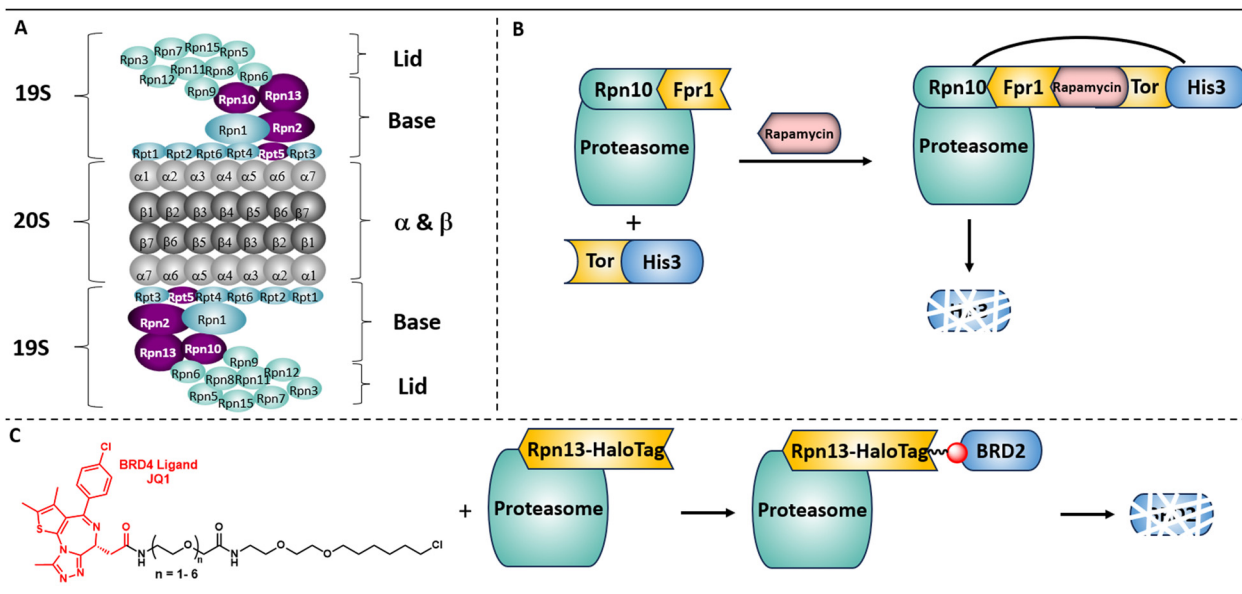 A
19S
20S
19S
Rpn3
Rpn7
Rpn15
Rpn5
Rpn12
Rpn11
Rpn8
Rpn6
Rpn9
Rpn10
Rpn13
Rpn1
Rpn2
Rpt1 Rpt2 Rpt6 Rpt4 Rpt5 Rpt3
α1 α2 α3 α4 α5 α6 α7
β1 β2 β3 β4 β5 β6 β7
β7 β6 β5 β4 β3 β2 β1
α7 α6 α5 α4 α3 α2 α1
Rpt3 Rpt5 Rpt4 Rpt6 Rpt2 Rpt1
Rpn2
Rpn1
Rpn13
Rpn10
Rpn9
Rpn6
Rpn8
Rpn11
Rpn12
Rpn5
Rpn15
Rpn7
Rpn3
Lid
Base
α & β
Base
Lid
B
Rpn10 Fpr1
Proteasome
+
Tor His3
Rapamycin
Rpn10 Fpr1 Rapamycin Tor His3
Proteasome
C
Cl
BRD4 Ligand
JQ1
S
N
N
N
N
O
N
H
O
n
O
N
H
O
O
Cl
n = 1- 6
+
Rpn13-HaloTag
Proteasome
Rpn13-HaloTag BRD2
Proteasome